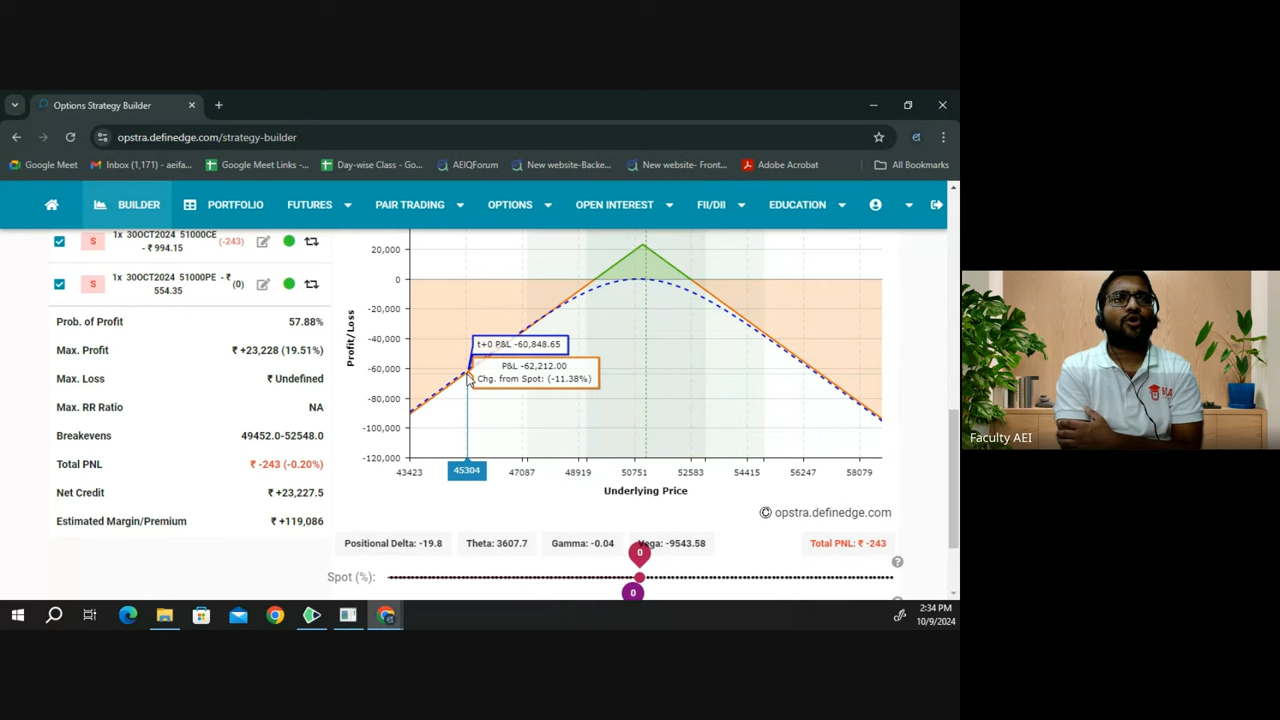 Options Strategy Builder
opstra.definedge.com/strategy-builder
Google Meet
Inbox (1,171) - aeifa...
Google Meet Links -...
Day-wise Class - Go...
AEIQForum
New website-Backe...
New website- Front...
Adobe Acrobat
All Bookmarks
BUILDER
PORTFOLIO
FUTURES
PAIR TRADING
OPTIONS
OPEN INTEREST
FII/DII
EDUCATION
S
1x 30OCT2024 51000CE
- ₹ 994.15
(-243)
S
1x 30OCT2024 51000PE - ₹
554.35
(0)
Prob. of Profit 57.88%
Max. Profit ₹ +23,228 (19.51%)
Max. Loss ₹ Undefined
Max. RR Ratio NA
Breakevens 49452.0-52548.0
Total PNL ₹ -243 (-0.20%)
Net Credit ₹ +23,227.5
Estimated Margin/Premium ₹ +119,086
Profit/Loss
20,000
0
-20,000
-40,000
-60,000
-80,000
-100,000
-120,000
t+0 P&L -60,848.65
P&L -62,212.00
Chg. from Spot: (-11.38%)
43423
45304
47087
48919
50751
52583
54415
56247
58079
Underlying Price
© opstra.definedge.com
Positional Delta: -19.8
Theta: 3607.7
Gamma: -0.04
Vega: -9543.58
Total PNL: ₹ -243
0
Spot (%):
0
2:34 PM
10/9/2024
Faculty AEI